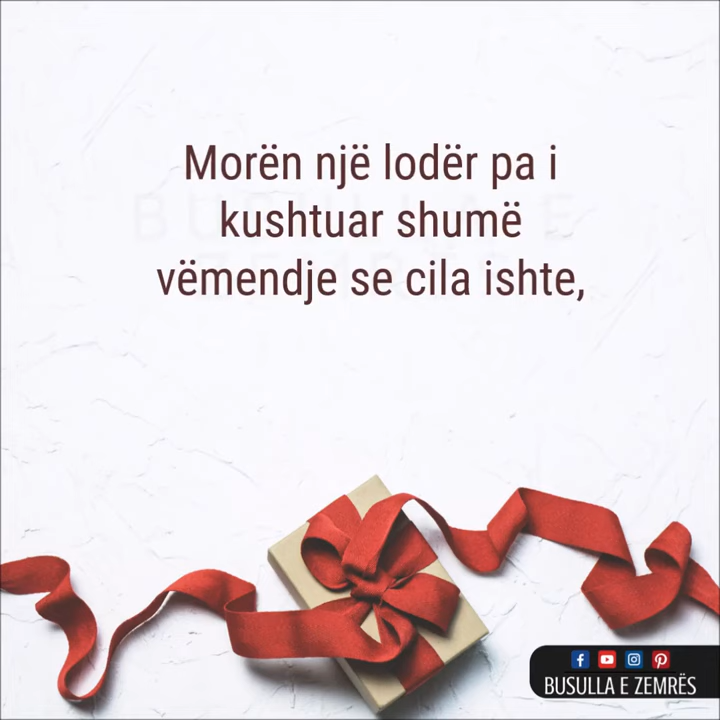 Morën një lodër pa i
kushtuar shumë
vëmendje se cila ishte,
BUSULLA E ZEMRËS